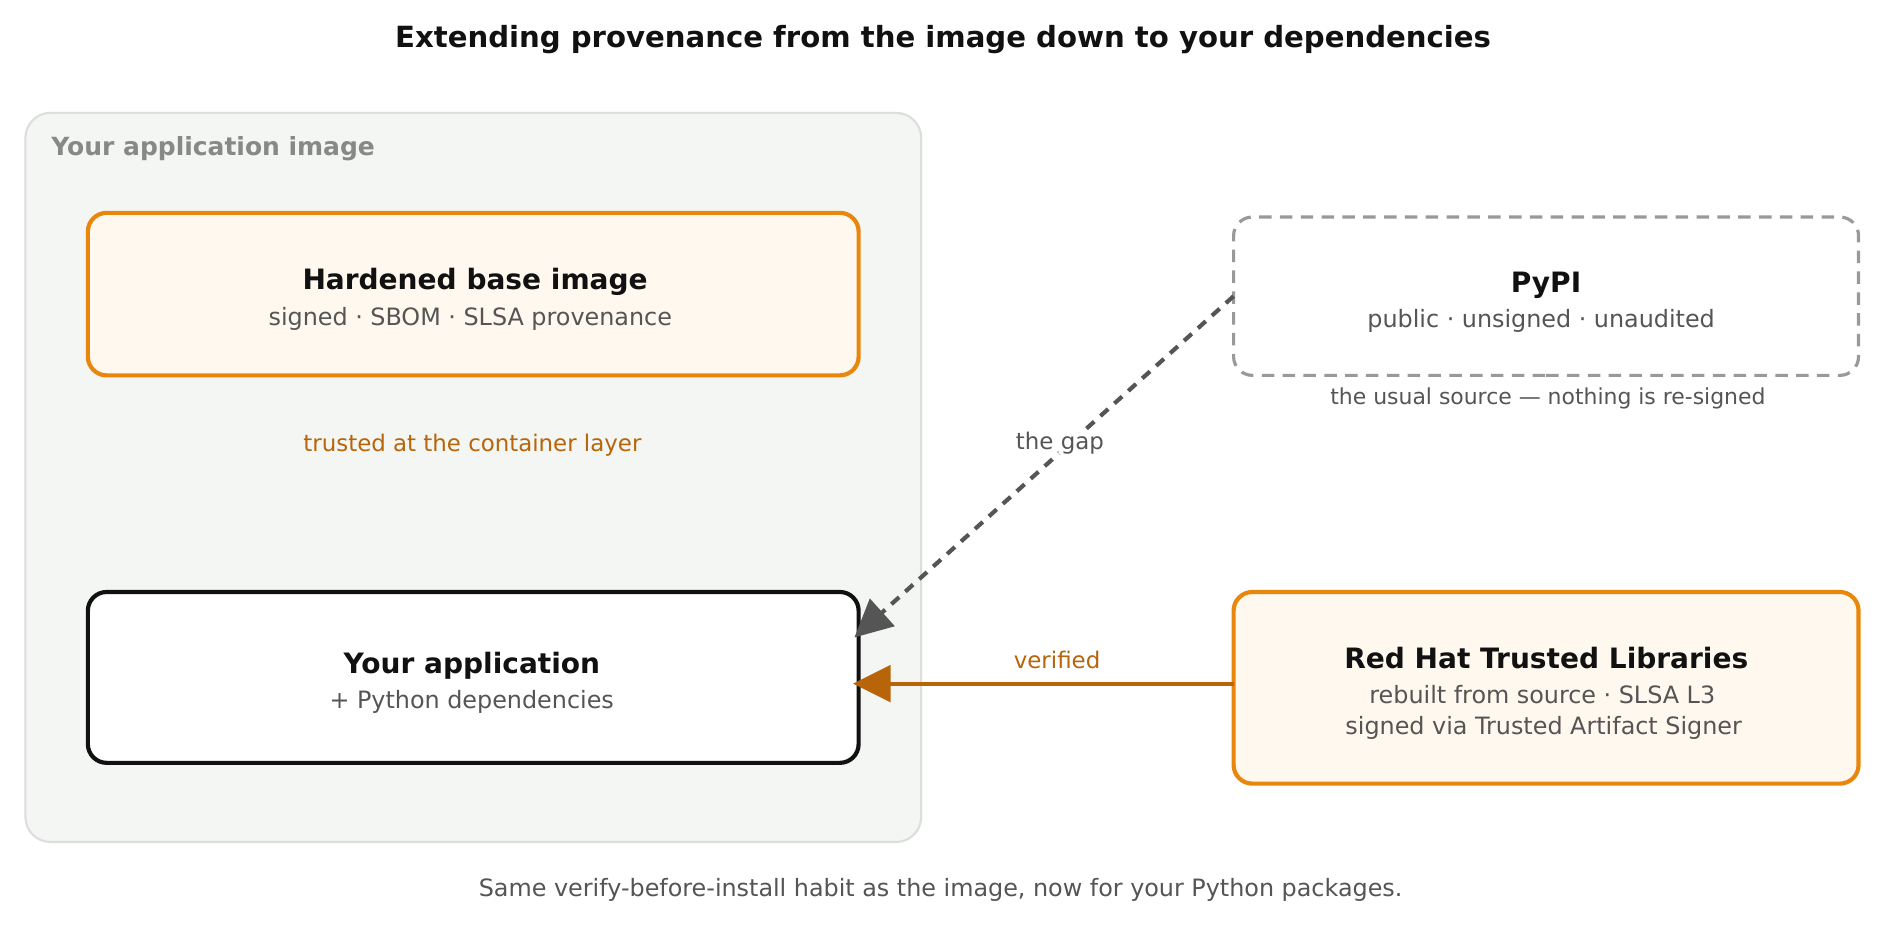 Extending provenance from the image down to your dependencies
Your application image
Hardened base image
signed · SBOM · SLSA provenance
trusted at the container layer
Your application
+ Python dependencies
PyPI
public · unsigned · unaudited
the usual source — nothing is re-signed
the gap
verified
Red Hat Trusted Libraries
rebuilt from source · SLSA L3
signed via Trusted Artifact Signer
Same verify-before-install habit as the image, now for your Python packages.